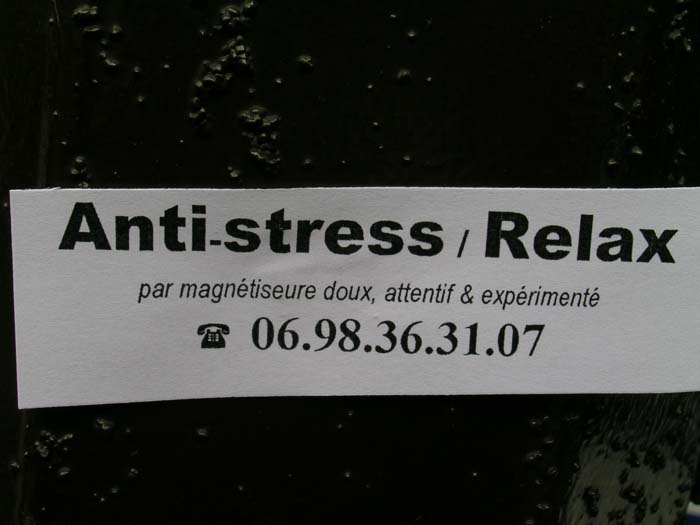 Anti-stress / Relax
par magnétiseure doux, attentif & expérimenté
☎ 06.98.36.31.07